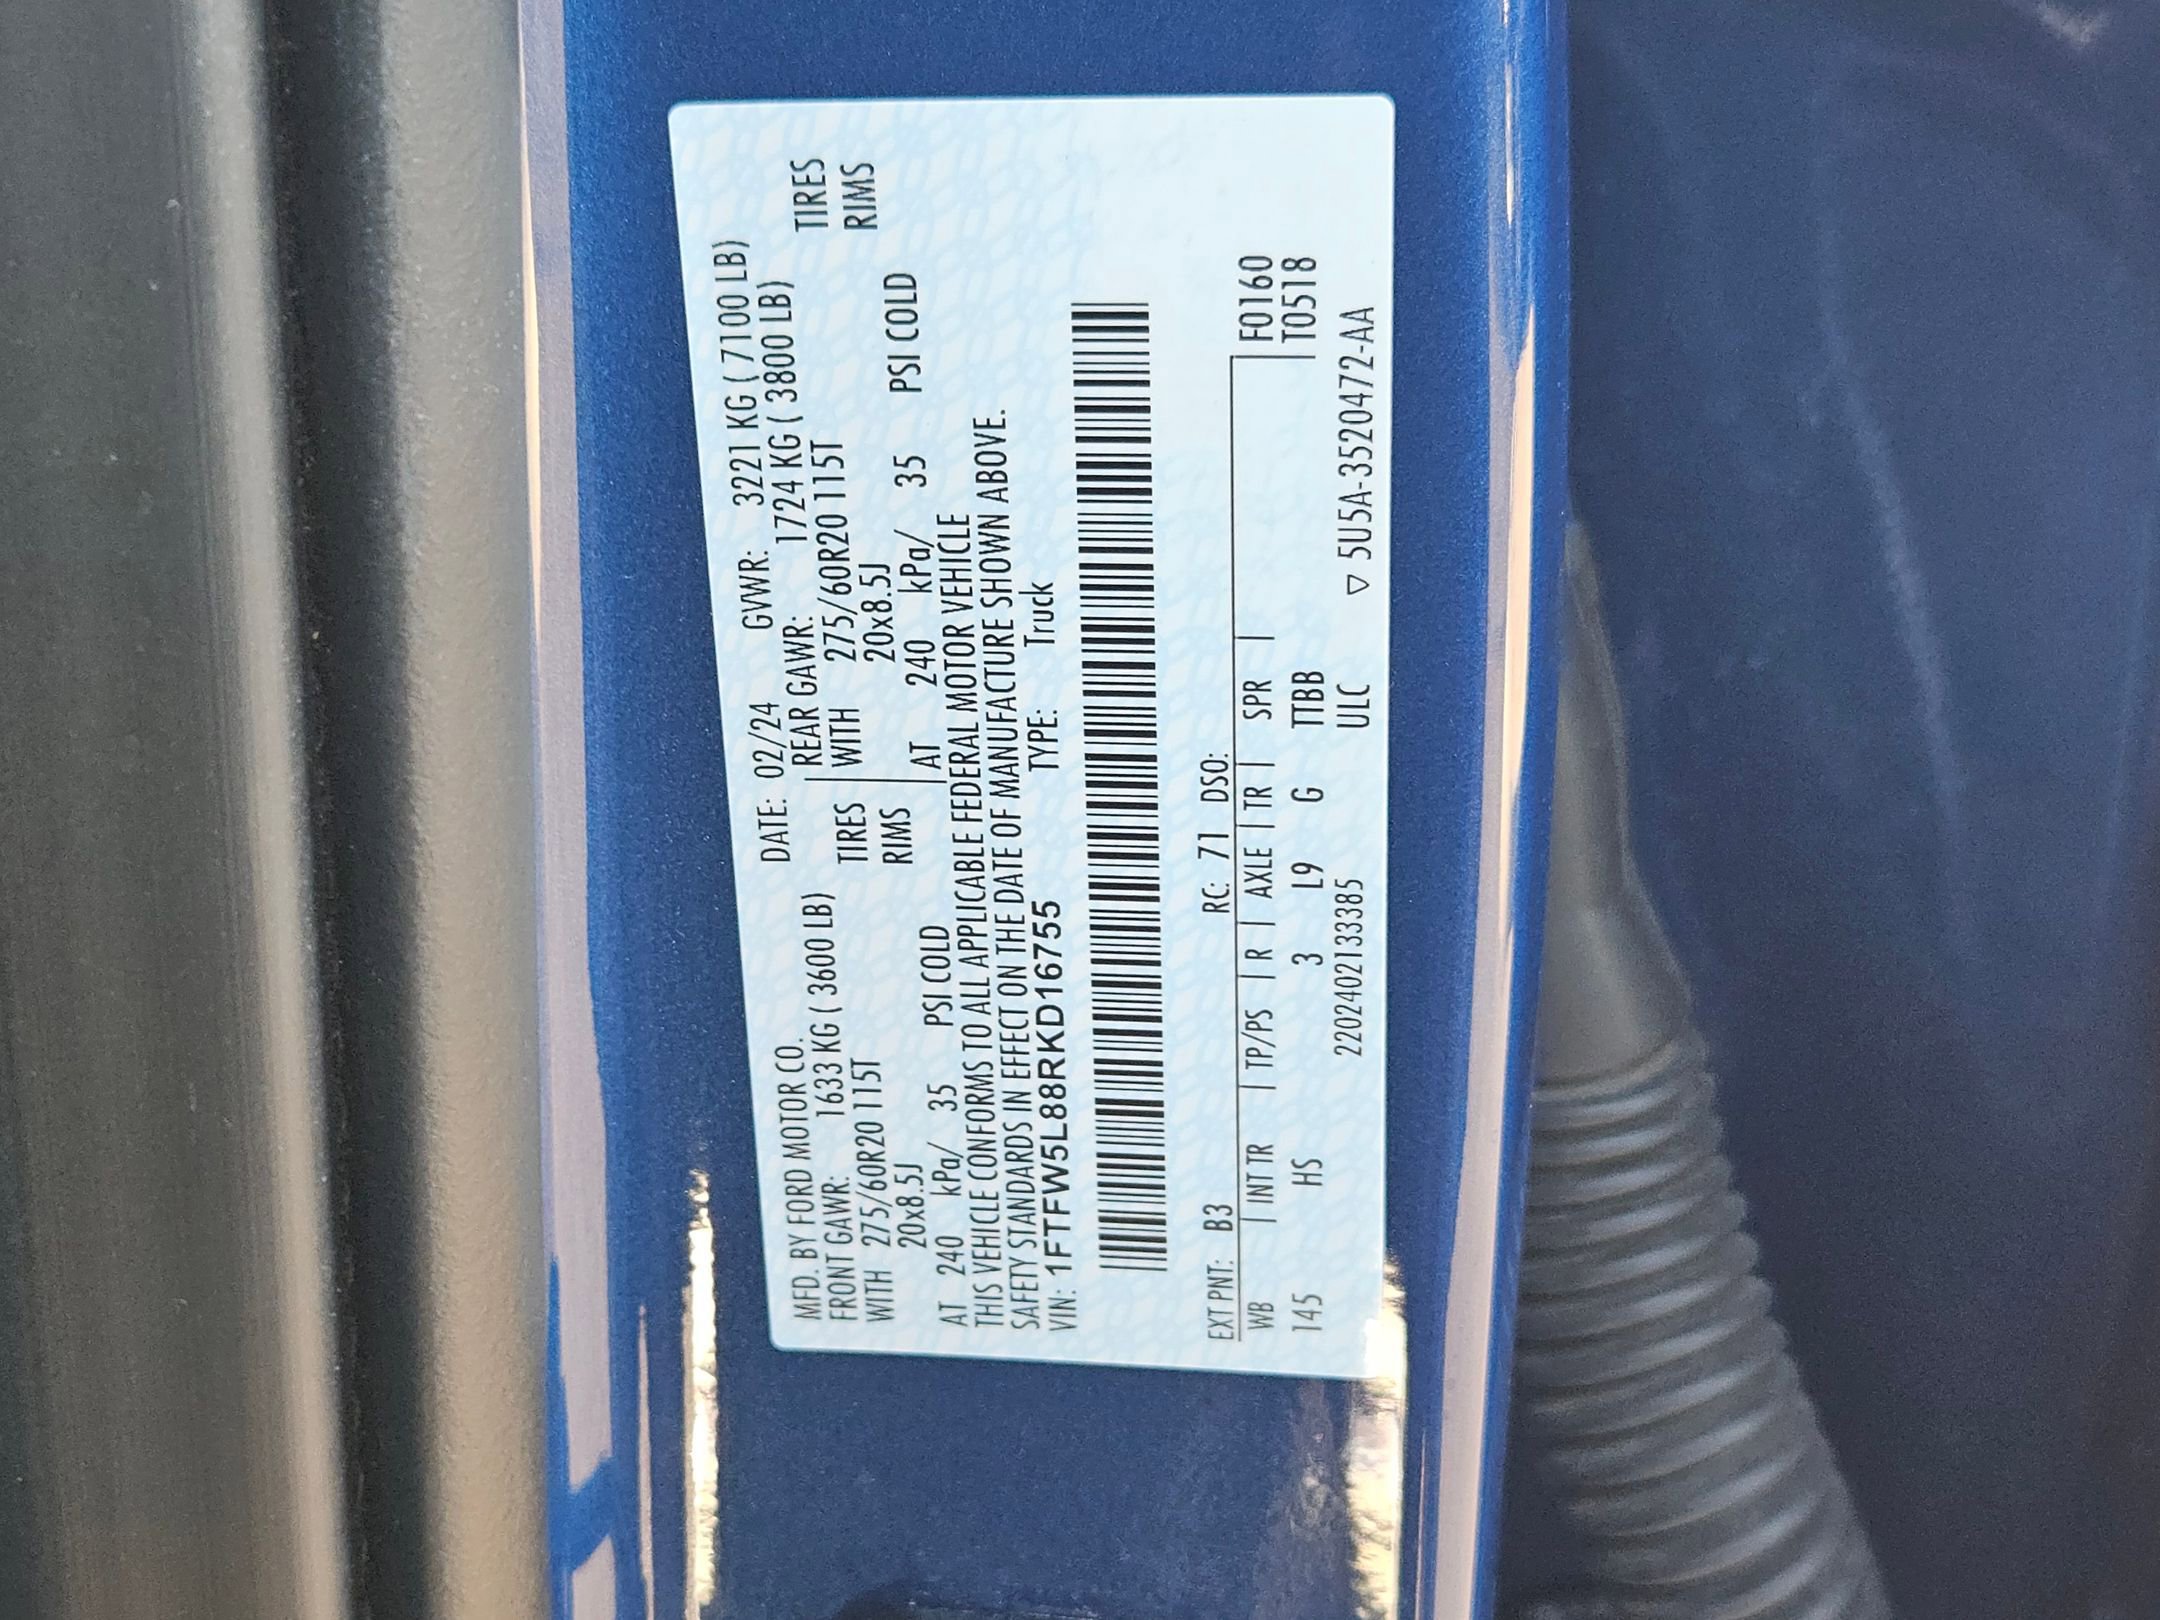 MFD. BY FORD MOTOR CO. DATE: 02/24 GVWR: 3221 KG ( 7100 LB)
FRONT GAWR: 1633 KG ( 3600 LB) REAR GAWR: 1724 KG ( 3800 LB)
WITH 275/60R20 115T TIRES WITH 275/60R20 115T TIRES
20x8.5J RIMS 20x8.5J RIMS
AT 240 kPa/ 35 PSI COLD AT 240 kPa/ 35 PSI COLD
THIS VEHICLE CONFORMS TO ALL APPLICABLE FEDERAL MOTOR VEHICLE
SAFETY STANDARDS IN EFFECT ON THE DATE OF MANUFACTURE SHOWN ABOVE.
VIN: 1FTFW5L88RKD16755 TYPE: Truck
EXT PNT: B3 RC: 71 DSO:
WB | INT TR | TP/PS | R | AXLE | TR | SPR | F0160
145 HS 3 L9 G TTBB T0518
220240213​3385 ULC ▽ 5U5A-3520472-AA